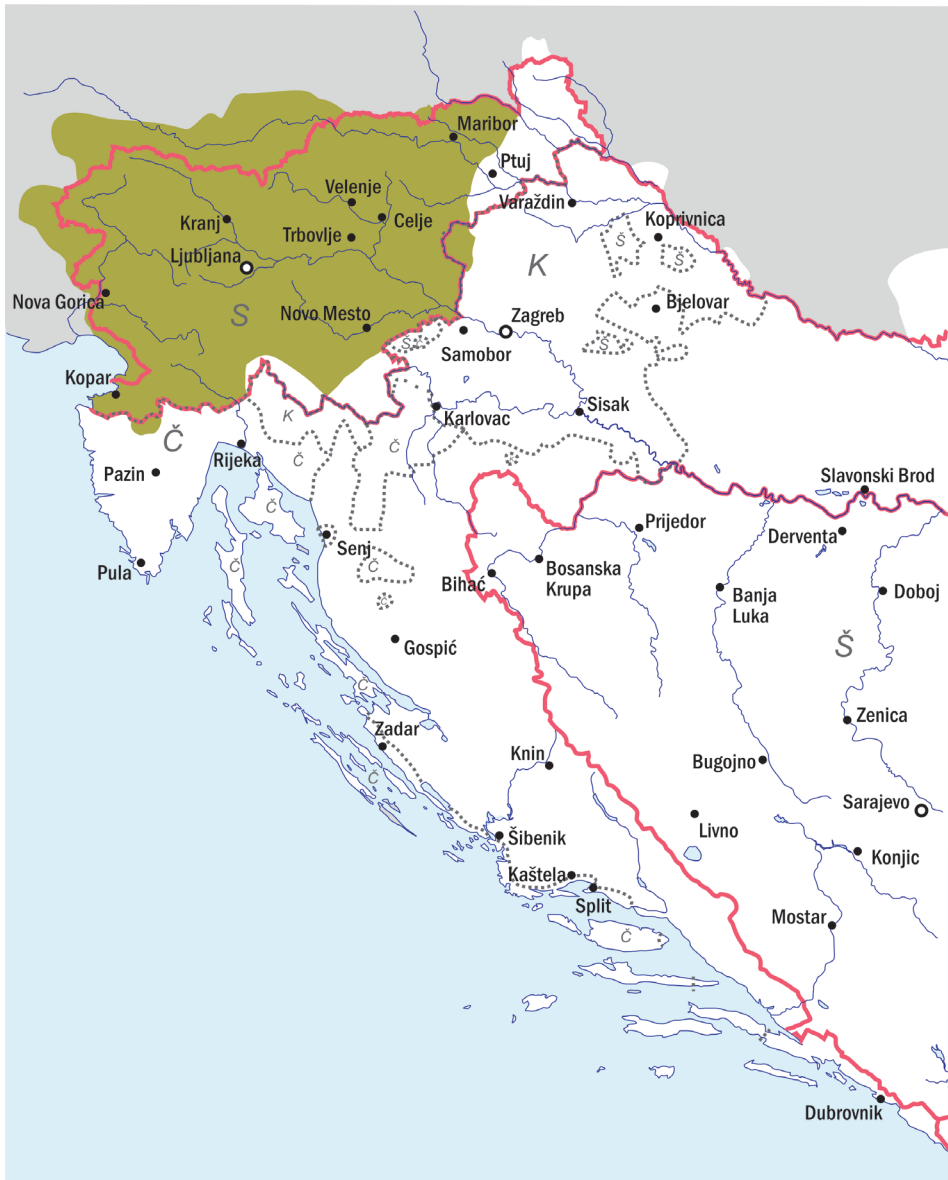 Maribor
Ptuj
Velenje
Varaždin
Kranj
Celje
Koprivnica
Trbovlje
Š
Ljubljana
K
Š
Nova Gorica
S
Novo Mesto
Zagreb
Bjelovar
Š
Samobor
Š
Kopar
K
Karlovac
Sisak
Č
Č
Č
Rijeka
Pazin
Š
Slavonski Brod
Č
Prijedor
Derventa
Senj
Pula
Č
Č
Bihać
Bosanska
Krupa
Banja
Luka
Doboj
Č
Gospić
Š
Č
Zenica
Zadar
Knin
Bugojno
Č
Sarajevo
Livno
Šibenik
Konjic
Kaštela
Split
Mostar
Č
Dubrovnik